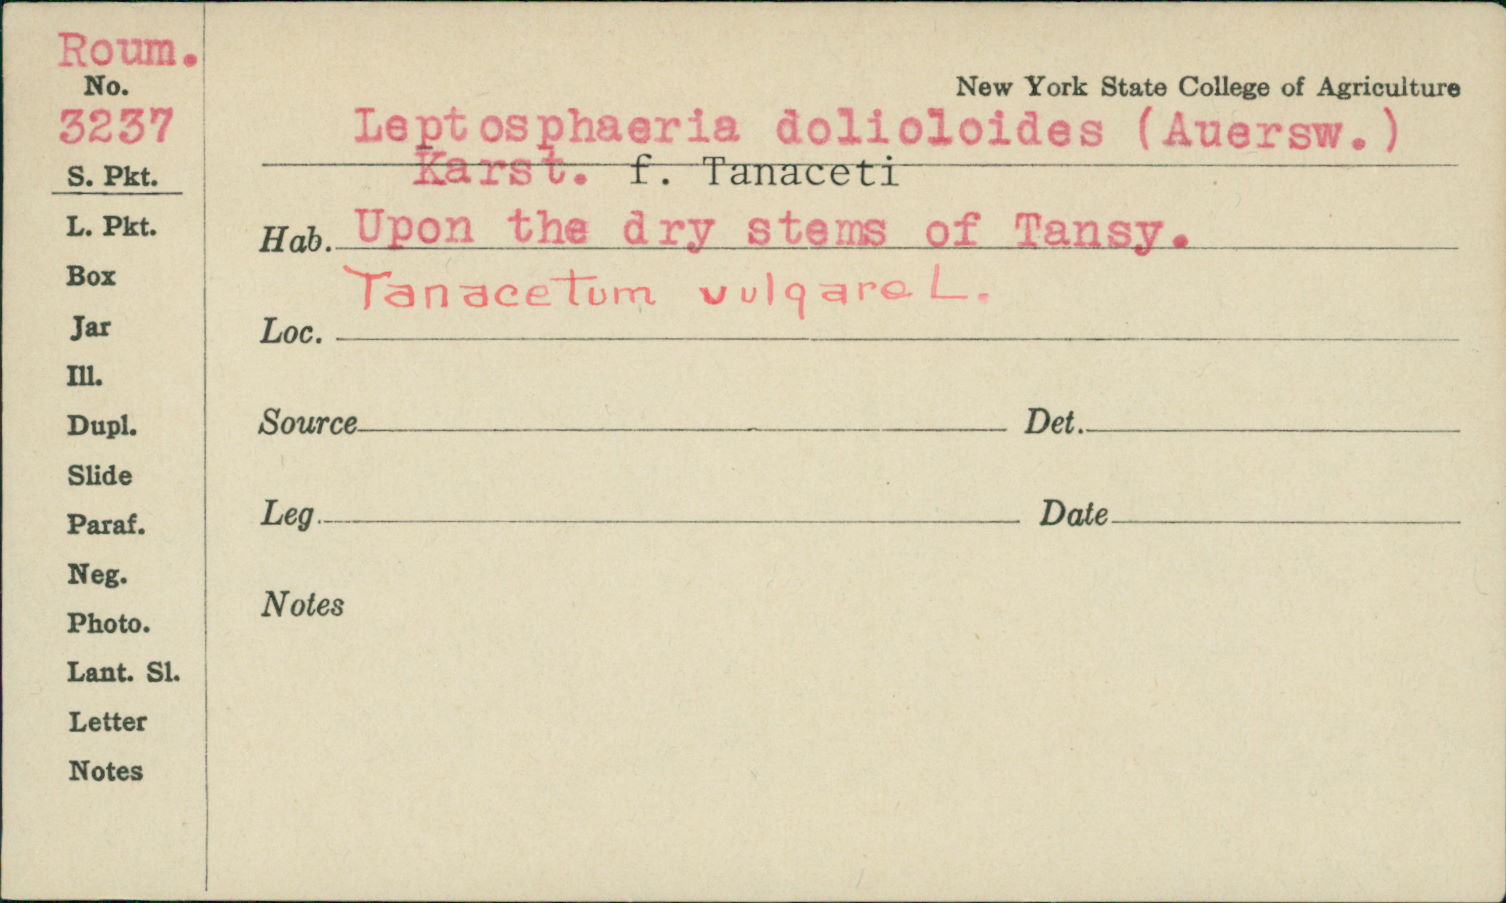 Roum.
No.
3237
S. Pkt.
L. Pkt.
Box
Jar
Ill.
Dupl.
Slide
Paraf.
Neg.
Photo.
Lant. Sl.
Letter
Notes
New York State College of Agriculture
Leptosphaeria dolioloides (Auersw.)
Karst. f. Tanaceti
Hab. Upon the dry stems of Tansy.
Tanacetum vulgare L.
Loc.
Source Det.
Leg. Date
Notes